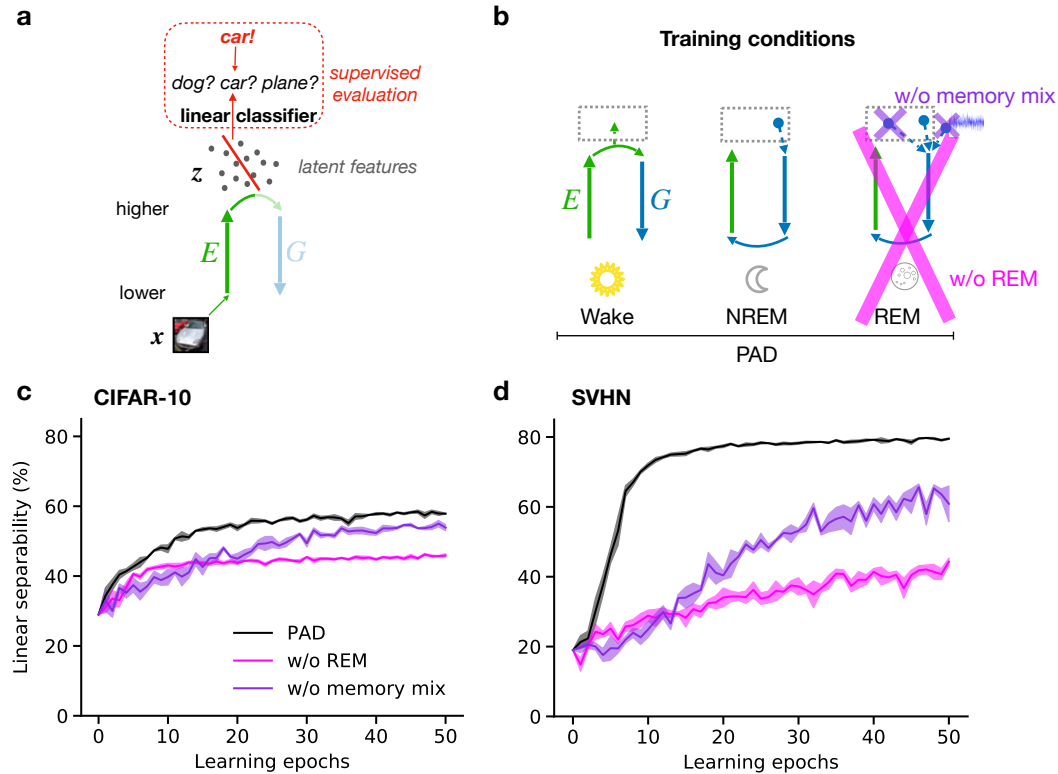 a
car!
dog? car? plane?
supervised
evaluation
linear classifier
z
latent features
higher
E
G
lower
x
b
Training conditions
w/o memory mix
E
G
w/o REM
Wake
NREM
REM
PAD
c
CIFAR-10
Linear separability (%)
80
60
40
20
0
PAD
w/o REM
w/o memory mix
0
10
20
30
40
50
Learning epochs
d
SVHN
80
60
40
20
0
0
10
20
30
40
50
Learning epochs